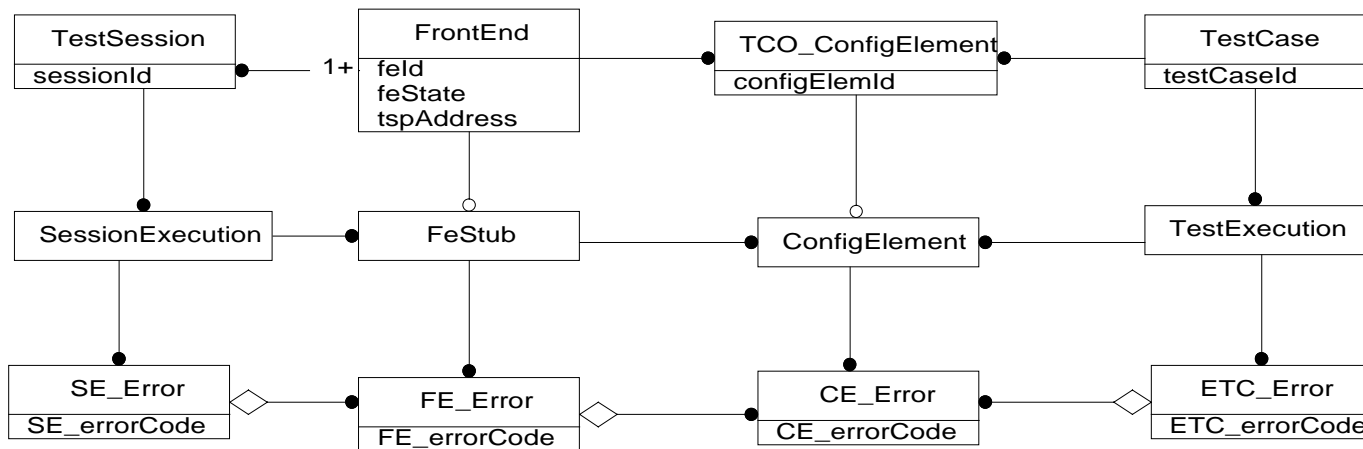 TestSession
sessionId
1+
FrontEnd
feId
feState
tspAddress
TCO_ConfigElement
configElemId
TestCase
testCaseId
SessionExecution
FeStub
ConfigElement
TestExecution
SE_Error
SE_errorCode
FE_Error
FE_errorCode
CE_Error
CE_errorCode
ETC_Error
ETC_errorCode